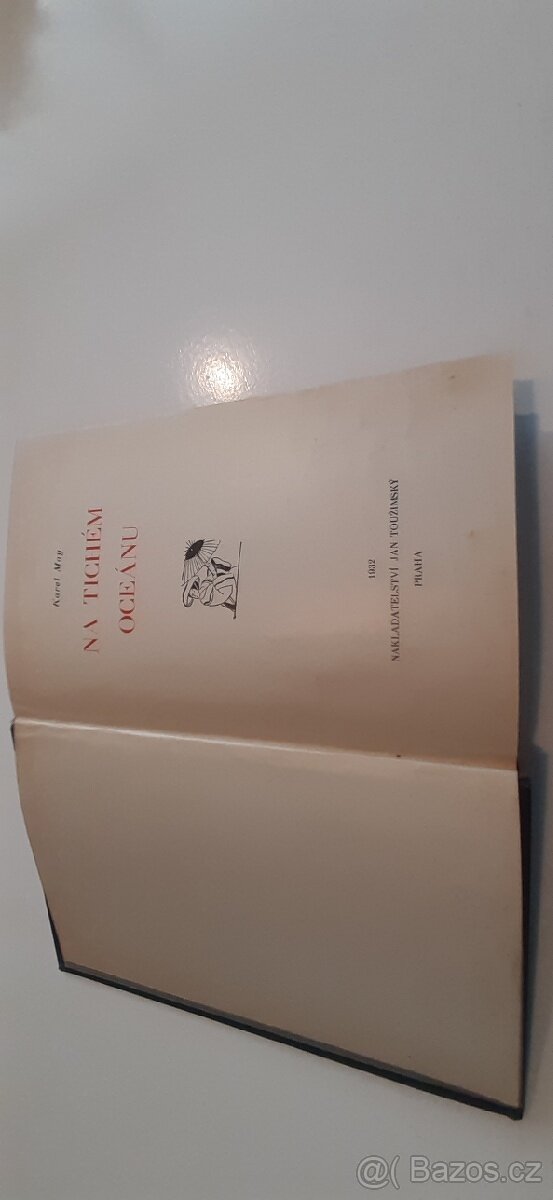 Karel May
NA TICHÉM
OCEÁNU
1932
NAKLADATELSTVÍ JAN TOUŽIMSKÝ
PRAHA
@( Bazos.cz